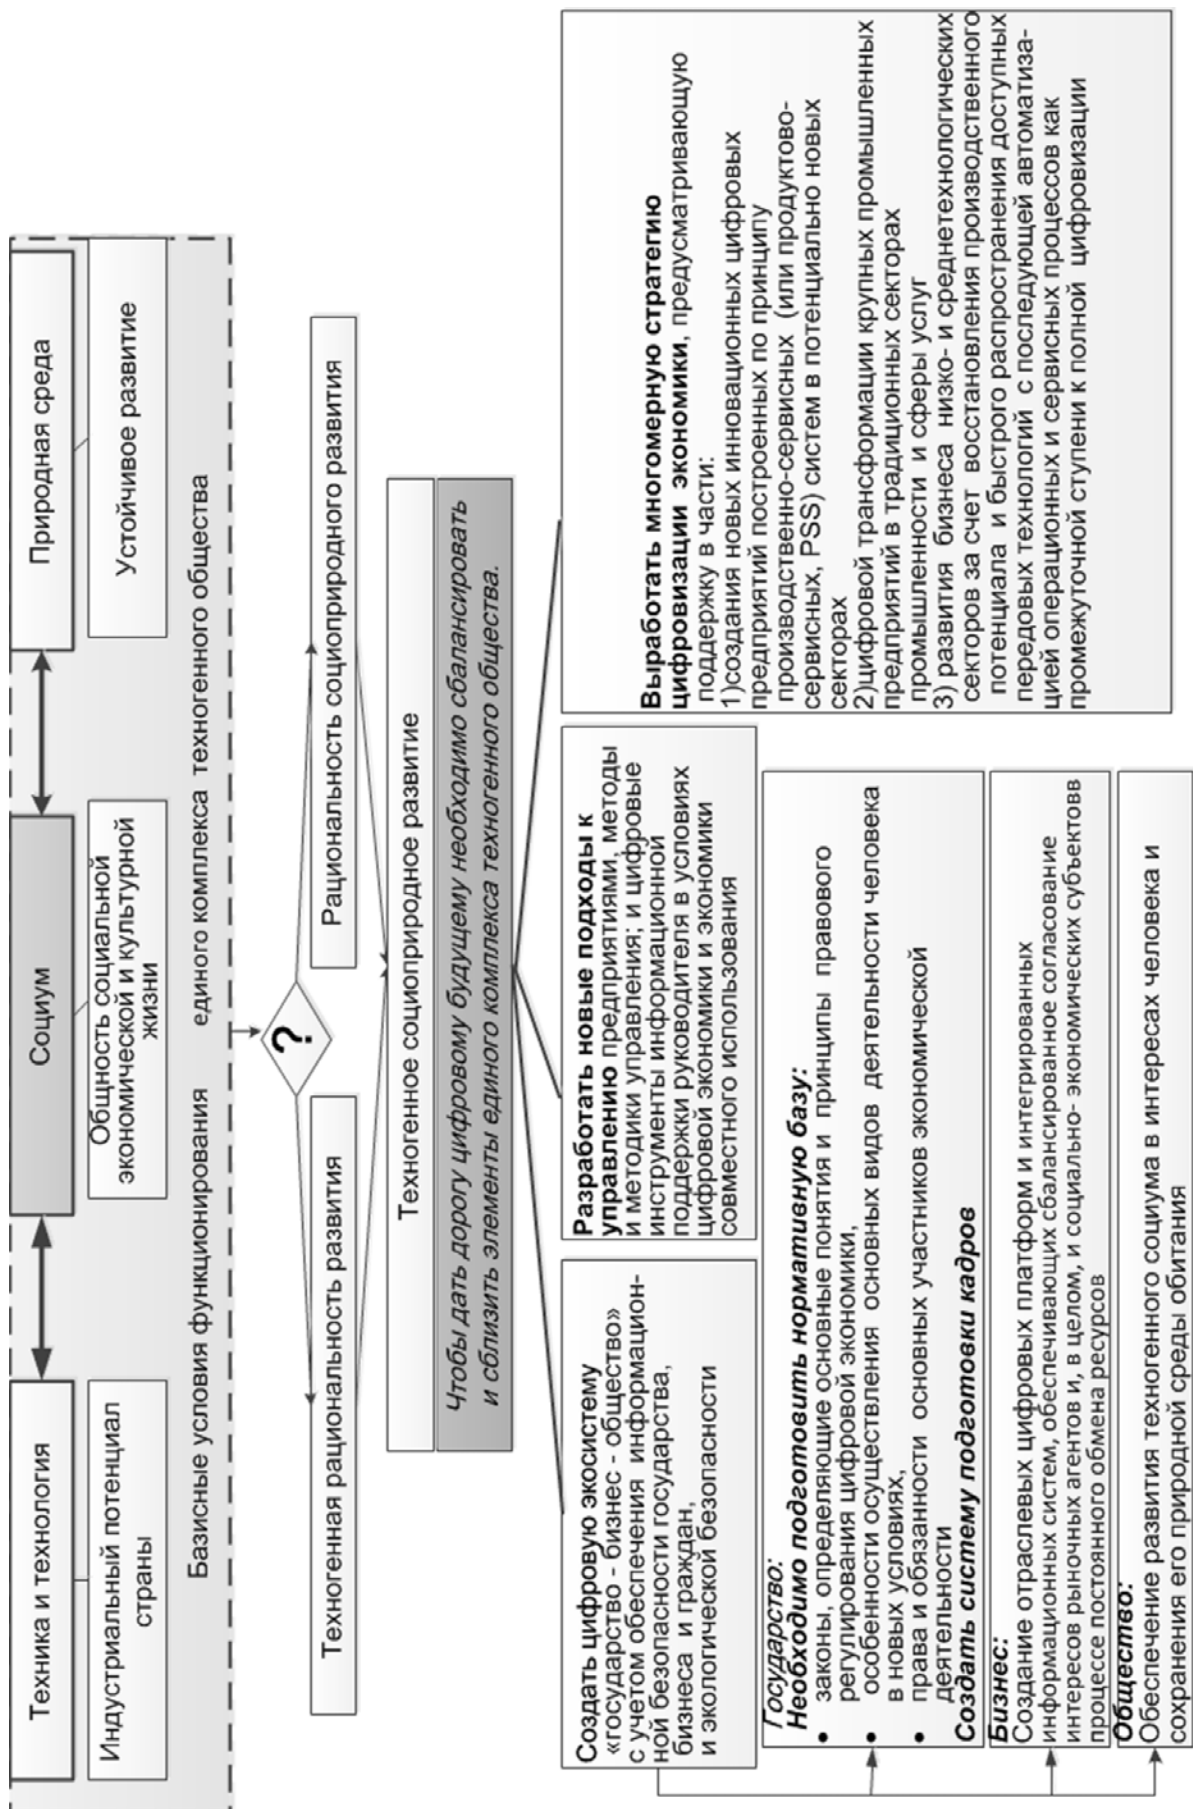 Техника и технология
Социум
Природная среда
Индустриальный потенциал
страны
Общность социальной
экономической и культурной
жизни
Устойчивое развитие
Базисные условия функционирования единого комплекса техногенного общества
?
Техногенная рациональность развития
Рациональность социоприродного развития
Техногенное социоприродное развитие
Чтобы дать дорогу цифровому будущему необходимо сбалансировать
и сблизить элементы единого комплекса техногенного общества.
Создать цифровую экосистему
«государство - бизнес - общество»
с учетом обеспечения информацион-
ной безопасности государства,
бизнеса и граждан,
и экологической безопасности
Разработать новые подходы к
управлению предприятиями, методы
и методики управления; и цифровые
инструменты информационной
поддержки руководителя в условиях
цифровой экономики и экономики
совместного использования
Выработать многомерную стратегию
цифровизации экономики, предусматривающую
поддержку в части:
1)создания новых инновационных цифровых
предприятий построенных по принципу
производственно-сервисных (или продуктово-
сервисных, PSS) систем в потенциально новых
секторах
2)цифровой трансформации крупных промышленных
предприятий в традиционных секторах
промышленности и сферы услуг
3) развития бизнеса низко- и среднетехнологических
секторов за счет восстановления производственного
потенциала и быстрого распространения доступных
передовых технологий с последующей автоматиза-
цией операционных и сервисных процессов как
промежуточной ступени к полной цифровизации
Государство:
Необходимо подготовить нормативную базу:
• законы, определяющие основные понятия и принципы правового
регулирования цифровой экономики,
• особенности осуществления основных видов деятельности человека
в новых условиях,
• права и обязанности основных участников экономической
деятельности
Создать систему подготовки кадров
Бизнес:
Создание отраслевых цифровых платформ и интегрированных
информационных систем, обеспечивающих сбалансированное согласование
интересов рыночных агентов и, в целом, и социально- экономических субъектовв
процессе постоянного обмена ресурсов
Общество:
Обеспечение развития техногенного социума в интересах человека и
сохранения его природной среды обитания